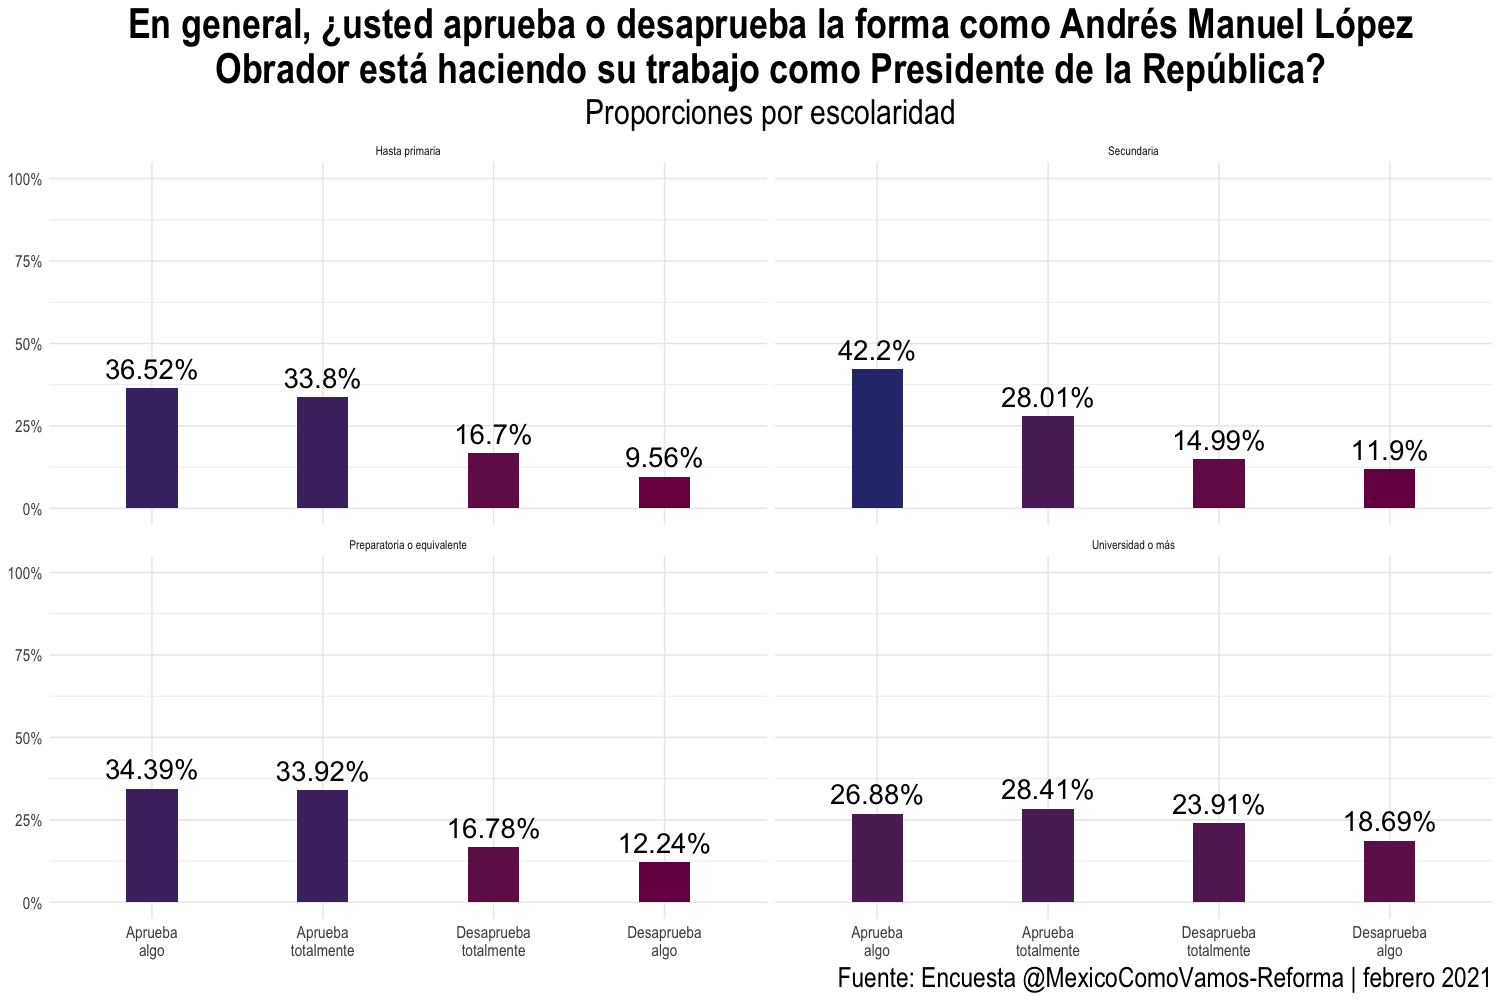 En general, ¿usted aprueba o desaprueba la forma como Andrés Manuel López
Obrador está haciendo su trabajo como Presidente de la República?
Proporciones por escolaridad
Hasta primaria
100%
75%
50%
25%
0%
36.52%
33.8%
16.7%
9.56%
Secundaria
42.2%
28.01%
14.99%
11.9%
Preparatoria o equivalente
100%
75%
50%
25%
0%
34.39%
33.92%
16.78%
12.24%
Aprueba
algo
Aprueba
totalmente
Desaprueba
totalmente
Desaprueba
algo
Universidad o más
26.88%
28.41%
23.91%
18.69%
Aprueba
algo
Aprueba
totalmente
Desaprueba
totalmente
Desaprueba
algo
Fuente: Encuesta @MexicoComoVamos-Reforma | febrero 2021